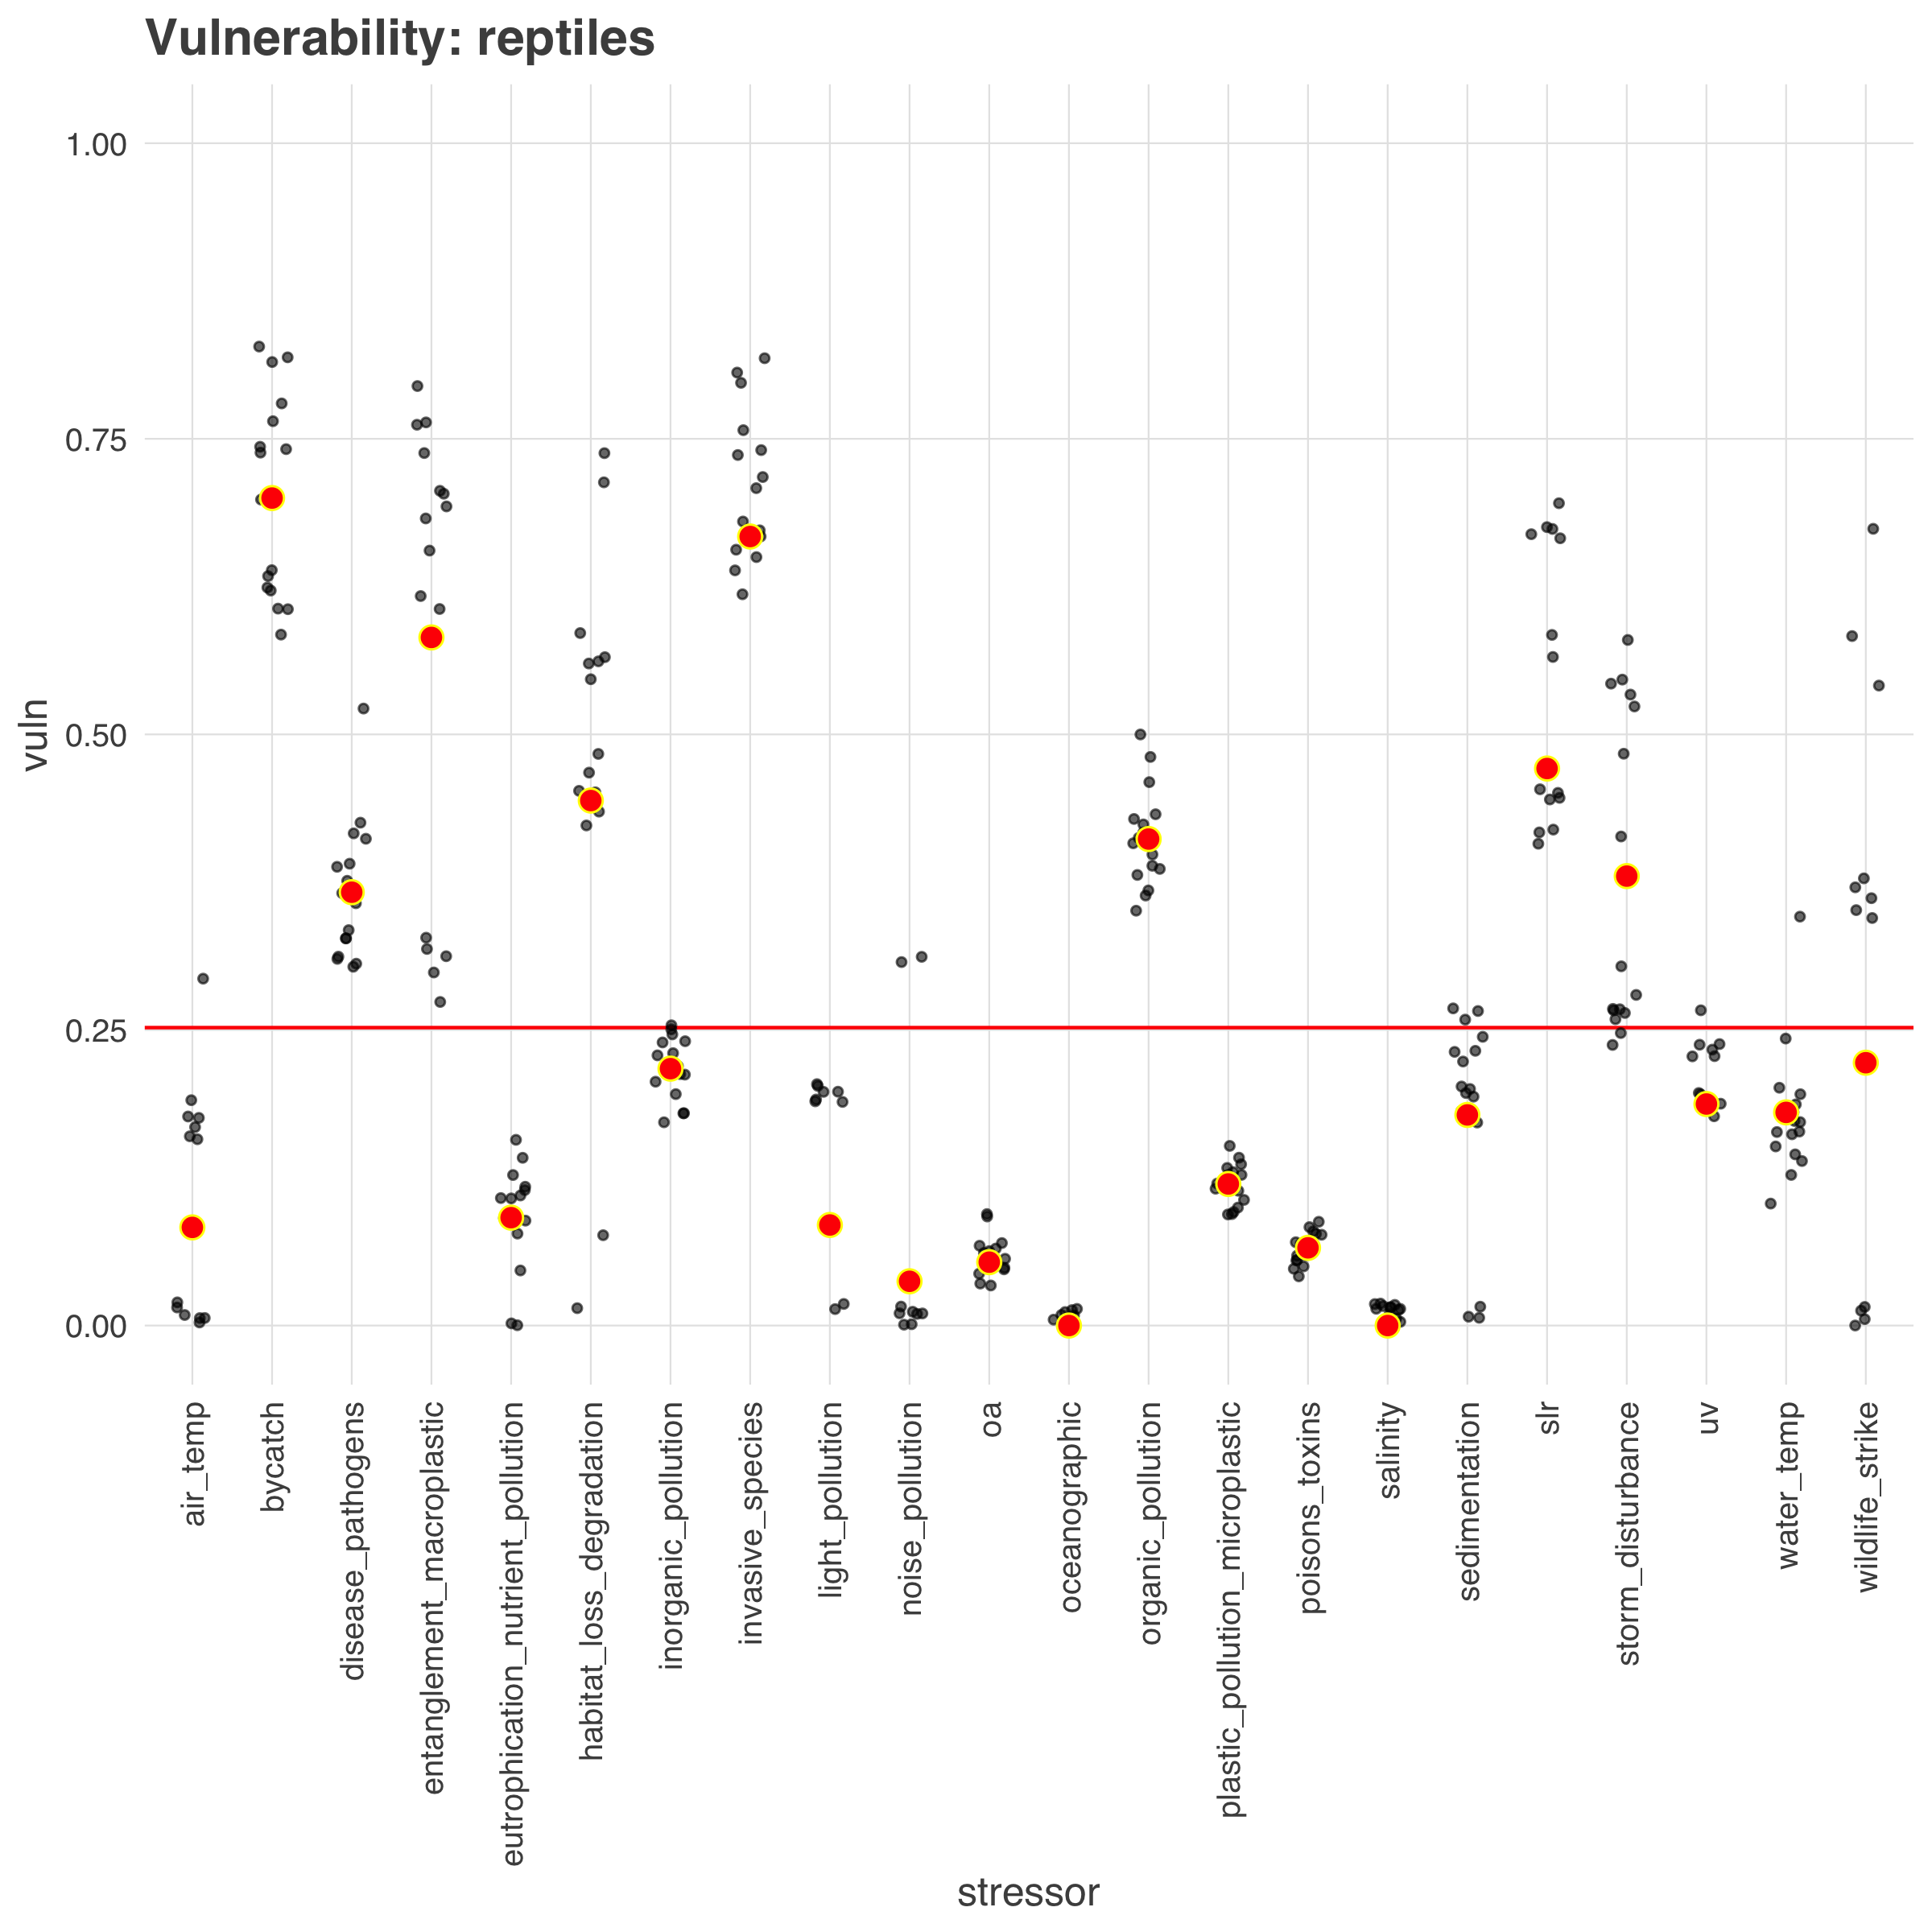 Vulnerability: reptiles
1.00
0.75
0.50
0.25
0.00
vuln
air_temp
bycatch
disease_pathogens
entanglement_macroplastic
eutrophication_nutrient_pollution
habitat_loss_degradation
inorganic_pollution
invasive_species
light_pollution
noise_pollution
oa
oceanographic
organic_pollution
plastic_pollution_microplastic
poisons_toxins
salinity
sedimentation
slr
storm_disturbance
uv
water_temp
wildlife_strike
stressor